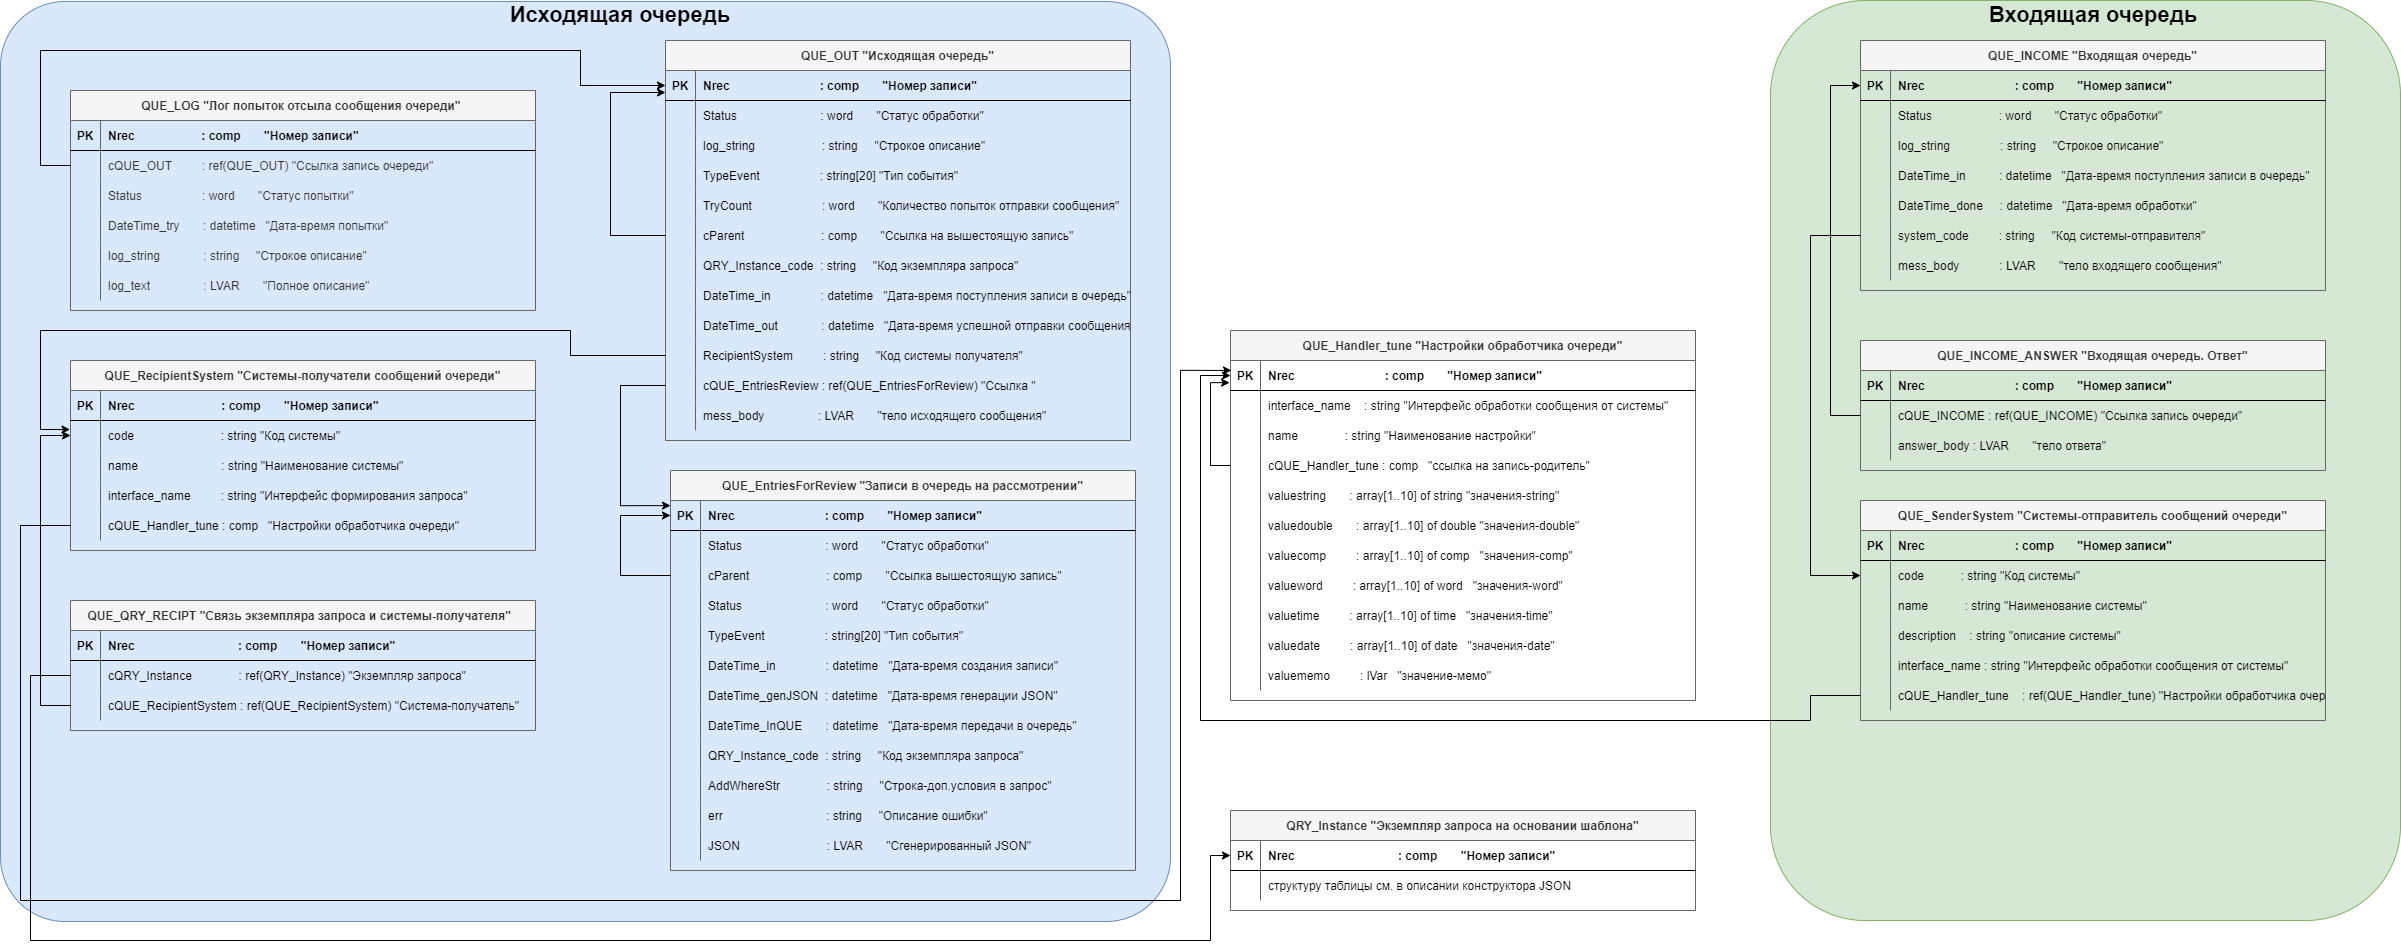 Исходящая очередь
QUE_LOG "Лог попыток отсыла сообщения очереди"
PK Nrec : comp "Номер записи"
cQUE_OUT : ref(QUE_OUT) "Ссылка запись очереди"
Status : word "Статус попытки"
DateTime_try : datetime "Дата-время попытки"
log_string : string "Строкое описание"
log_text : LVAR "Полное описание"
QUE_RecipientSystem "Системы-получатели сообщений очереди"
PK Nrec : comp "Номер записи"
code : string "Код системы"
name : string "Наименование системы"
interface_name : string "Интерфейс формирования запроса"
cQUE_Handler_tune : comp "Настройки обработчика очереди"
QUE_QRY_RECIPT "Связь экземпляра запроса и системы-получателя"
PK Nrec : comp "Номер записи"
cQRY_Instance : ref(QRY_Instance) "Экземпляр запроса"
cQUE_RecipientSystem : ref(QUE_RecipientSystem) "Система-получатель"
QUE_OUT "Исходящая очередь"
PK Nrec : comp "Номер записи"
Status : word "Статус обработки"
log_string : string "Строкое описание"
TypeEvent : string[20] "Тип события"
TryCount : word "Количество попыток отправки сообщения"
cParent : comp "Ссылка на вышестоящую запись"
QRY_Instance_code : string "Код экземпляра запроса"
DateTime_in : datetime "Дата-время поступления записи в очередь"
DateTime_out : datetime "Дата-время успешной отправки сообщения
RecipientSystem : string "Код системы получателя"
cQUE_EntriesReview : ref(QUE_EntriesForReview) "Ссылка "
mess_body : LVAR "тело исходящего сообщения"
QUE_EntriesForReview "Записи в очередь на рассмотрении"
PK Nrec : comp "Номер записи"
Status : word "Статус обработки"
cParent : comp "Ссылка вышестоящую запись"
Status : word "Статус обработки"
TypeEvent : string[20] "Тип события"
DateTime_in : datetime "Дата-время создания записи"
DateTime_genJSON : datetime "Дата-время генерации JSON"
DateTime_InQUE : datetime "Дата-время передачи в очередь"
QRY_Instance_code : string "Код экземпляра запроса"
AddWhereStr : string "Строка-доп.условия в запрос"
err : string "Описание ошибки"
JSON : LVAR "Сгенерированный JSON"
QUE_Handler_tune "Настройки обработчика очереди"
PK Nrec : comp "Номер записи"
interface_name : string "Интерфейс обработки сообщения от системы"
name : string "Наименование настройки"
cQUE_Handler_tune : comp "ссылка на запись-родитель"
valuestring : array[1..10] of string "значения-string"
valuedouble : array[1..10] of double "значения-double"
valuecomp : array[1..10] of comp "значения-comp"
valueword : array[1..10] of word "значения-word"
valuetime : array[1..10] of time "значения-time"
valuedate : array[1..10] of date "значения-date"
valuememo : lVar "значение-мемо"
QRY_Instance "Экземпляр запроса на основании шаблона"
PK Nrec : comp "Номер записи"
структуру таблицы см. в описании конструктора JSON
Входящая очередь
QUE_INCOME "Входящая очередь"
PK Nrec : comp "Номер записи"
Status : word "Статус обработки"
log_string : string "Строкое описание"
DateTime_in : datetime "Дата-время поступления записи в очередь"
DateTime_done : datetime "Дата-время обработки"
system_code : string "Код системы-отправителя"
mess_body : LVAR "тело входящего сообщения"
QUE_INCOME_ANSWER "Входящая очередь. Ответ"
PK Nrec : comp "Номер записи"
cQUE_INCOME : ref(QUE_INCOME) "Ссылка запись очереди"
answer_body : LVAR "тело ответа"
QUE_SenderSystem "Системы-отправитель сообщений очереди"
PK Nrec : comp "Номер записи"
code : string "Код системы"
name : string "Наименование системы"
description : string "описание системы"
interface_name : string "Интерфейс обработки сообщения от системы"
cQUE_Handler_tune : ref(QUE_Handler_tune) "Настройки обработчика очер